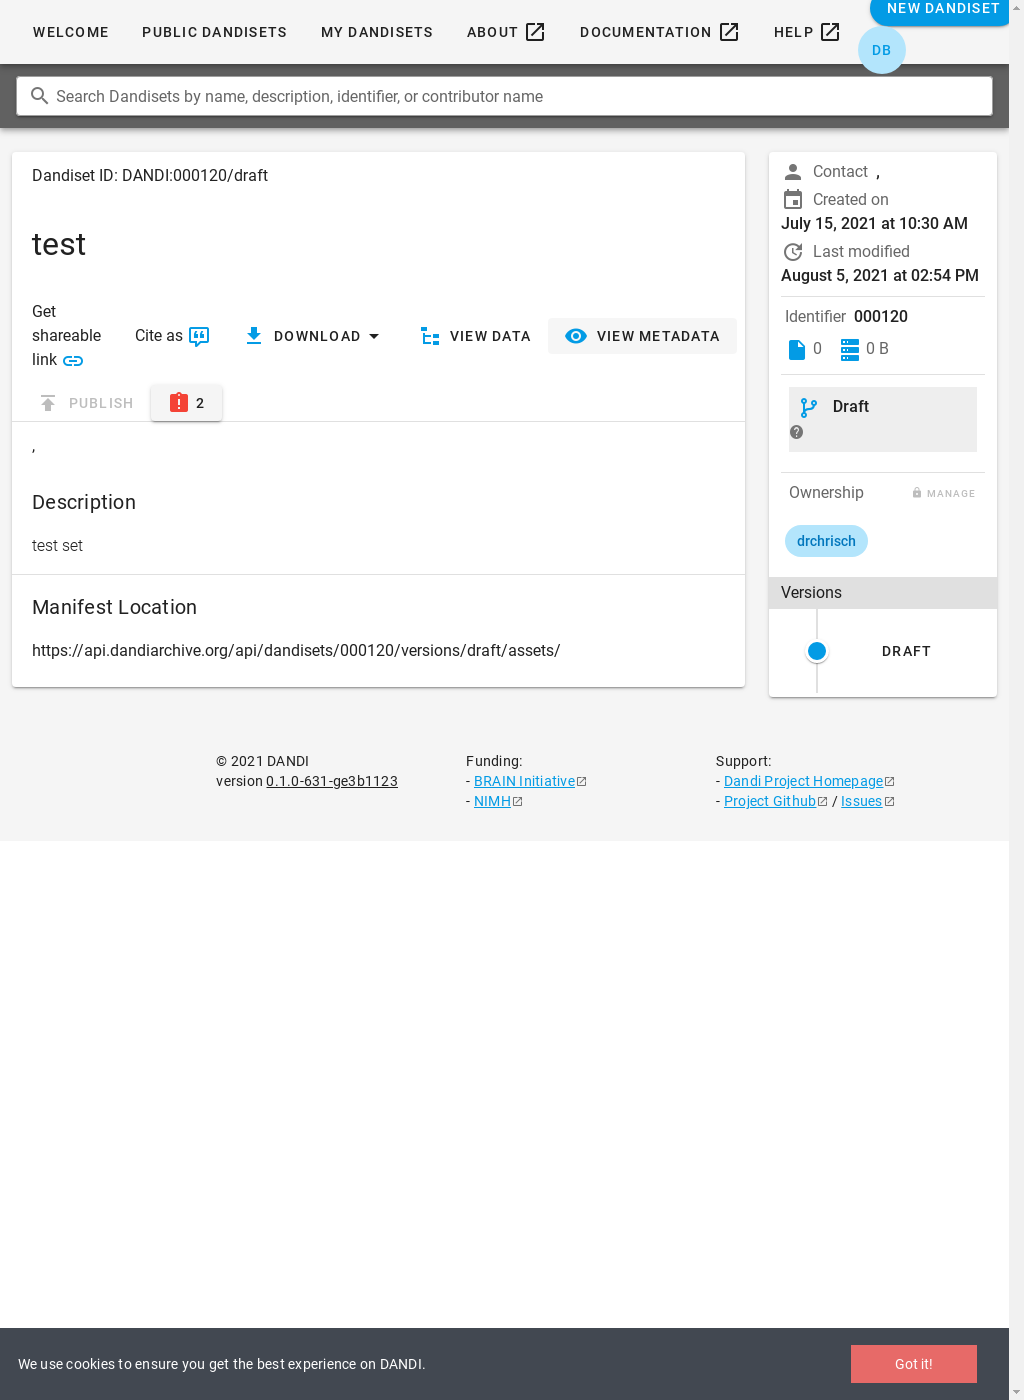 NEW DANDISET
WELCOME
PUBLIC DANDISETS
MY DANDISETS
ABOUT
DOCUMENTATION
HELP
DB
Search Dandisets by name, description, identifier, or contributor name
Dandiset ID: DANDI:000120/draft
test
Get
shareable
link
Cite as
DOWNLOAD
VIEW DATA
VIEW METADATA
PUBLISH
2
,
Description
test set
Manifest Location
https://api.dandiarchive.org/api/dandisets/000120/versions/draft/assets/
Contact ,
Created on
July 15, 2021 at 10:30 AM
Last modified
August 5, 2021 at 02:54 PM
Identifier 000120
0
0 B
Draft
Ownership
MANAGE
drchrisch
Versions
DRAFT
© 2021 DANDI
version 0.1.0-631-ge3b1123
Funding:
- BRAIN Initiative
- NIMH
Support:
- Dandi Project Homepage
- Project Github / Issues
We use cookies to ensure you get the best experience on DANDI.
Got it!